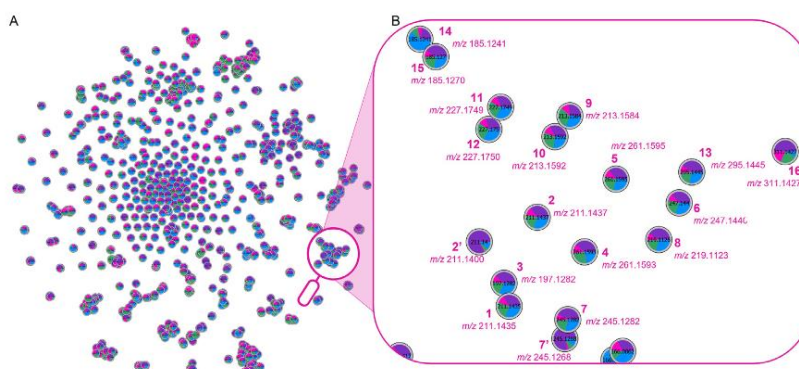 A
B
14
m/z 185.1241
15
m/z 185.1270
11
m/z 227.1749
12
m/z 227.1750
9
m/z 213.1584
10
m/z 213.1592
m/z 261.1595
5
13
m/z 295.1445
16
m/z 311.1427
2
m/z 211.1437
6
m/z 247.1440
2'
m/z 211.1400
4
m/z 261.1593
8
m/z 219.1123
3
m/z 197.1282
1
m/z 211.1435
7
m/z 245.1282
7'
m/z 245.1268